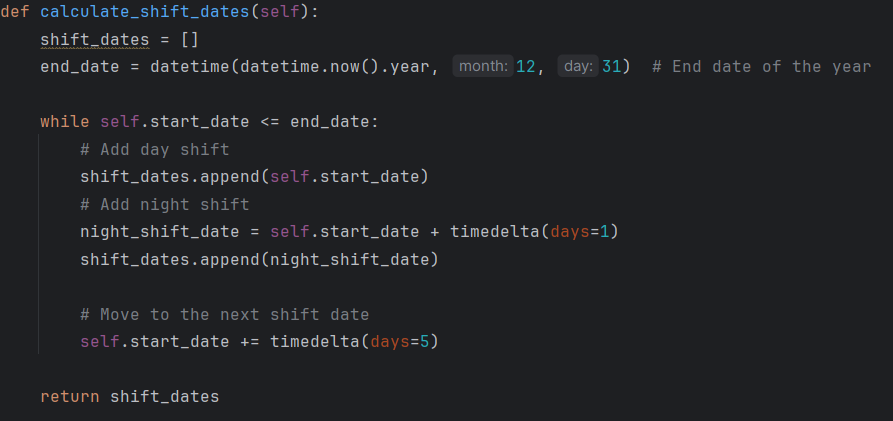 def calculate_shift_dates(self):
    shift_dates = []
    end_date = datetime(datetime.now().year, month: 12, day: 31)  # End date of the year

    while self.start_date <= end_date:
        # Add day shift
        shift_dates.append(self.start_date)
        # Add night shift
        night_shift_date = self.start_date + timedelta(days=1)
        shift_dates.append(night_shift_date)

        # Move to the next shift date
        self.start_date += timedelta(days=5)

    return shift_dates